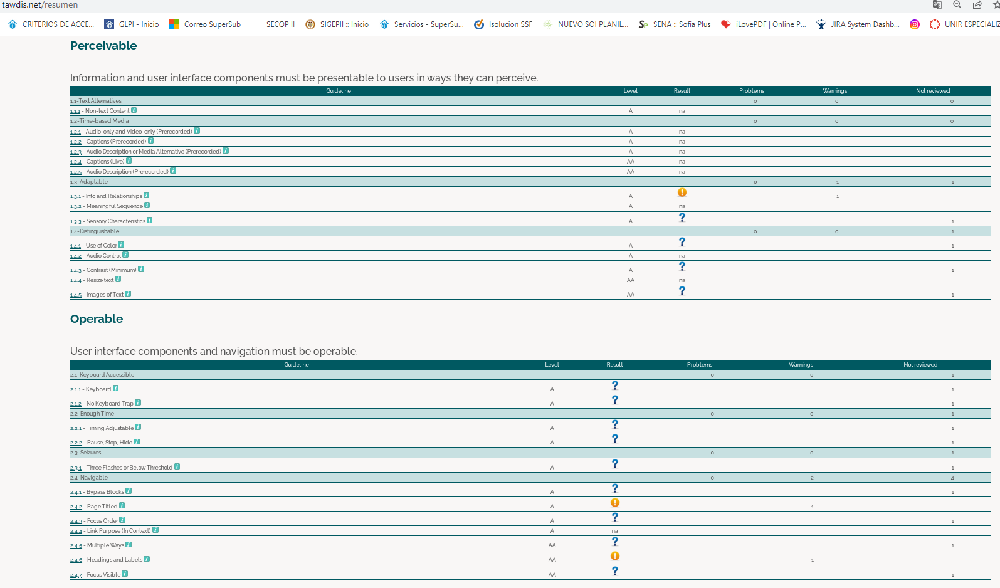 tawdis.net/resumen
CRITERIOS DE ACCE... GLPI - Inicio Correo SuperSub SECOP II SIGEPII :: Inicio Servicios - SuperSu... Isolucion SSF NUEVO SOI PLANIL... SENA :: Sofia Plus iLovePDF | Online P... JIRA System Dashb... UNIR ESPECIALIZ
Perceivable
Information and user interface components must be presentable to users in ways they can perceive.
Guideline Level Result Problems Warnings Not reviewed
1.1-Text Alternatives 0 0 0
1.1.1 - Non-text Content i A na
1.2-Time-based Media 0 0 0
1.2.1 - Audio-only and Video-only (Prerecorded) i A na
1.2.2 - Captions (Prerecorded) i A na
1.2.3 - Audio Description or Media Alternative (Prerecorded) i A na
1.2.4 - Captions (Live) i AA na
1.2.5 - Audio Description (Prerecorded) i AA na
1.3-Adaptable 0 1 1
1.3.1 - Info and Relationships i A ! 1
1.3.2 - Meaningful Sequence i A na
1.3.3 - Sensory Characteristics i A ? 1
1.4-Distinguishable 0 0 1
1.4.1 - Use of Color i A ? 1
1.4.2 - Audio Control i A na
1.4.3 - Contrast (Minimum) i A ? 1
1.4.4 - Resize text i AA na
1.4.5 - Images of Text i AA ? 1
Operable
User interface components and navigation must be operable.
Guideline Level Result Problems Warnings Not reviewed
2.1-Keyboard Accessible 0 0 1
2.1.1 - Keyboard i A ? 1
2.1.2 - No Keyboard Trap i A ? 1
2.2-Enough Time 0 0 1
2.2.1 - Timing Adjustable i A ? 1
2.2.2 - Pause, Stop, Hide i A ? 1
2.3-Seizures 0 0 1
2.3.1 - Three Flashes or Below Threshold i A ? 1
2.4-Navigable 0 2 4
2.4.1 - Bypass Blocks i A ? 1
2.4.2 - Page Titled i A ! 1
2.4.3 - Focus Order i A ? 1
2.4.4 - Link Purpose (In Context) i A na
2.4.5 - Multiple Ways i AA ? 1
2.4.6 - Headings and Labels i AA ! 1
2.4.7 - Focus Visible i AA ? 1